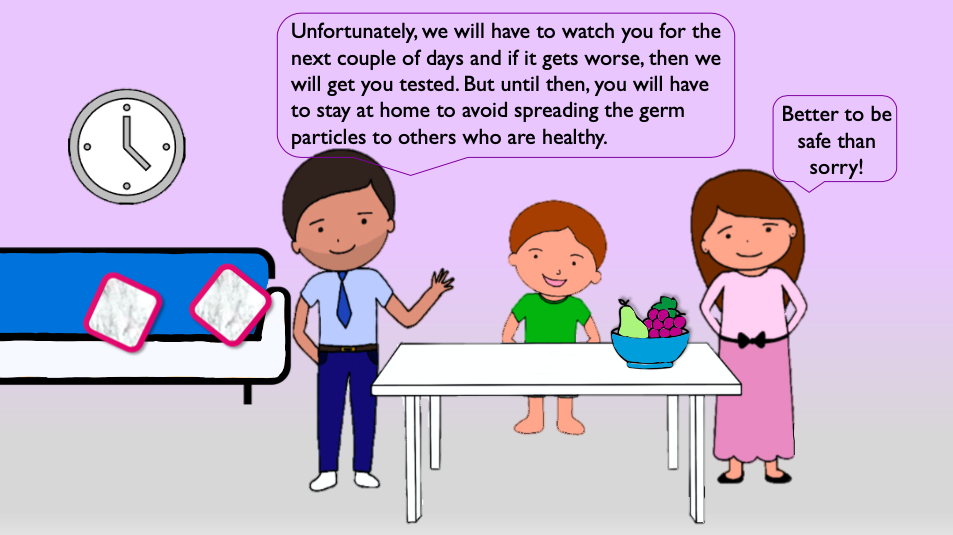 Unfortunately, we will have to watch you for the
next couple of days and if it gets worse, then we
will get you tested. But until then, you will have
to stay at home to avoid spreading the germ
particles to others who are healthy.
Better to be
safe than
sorry!